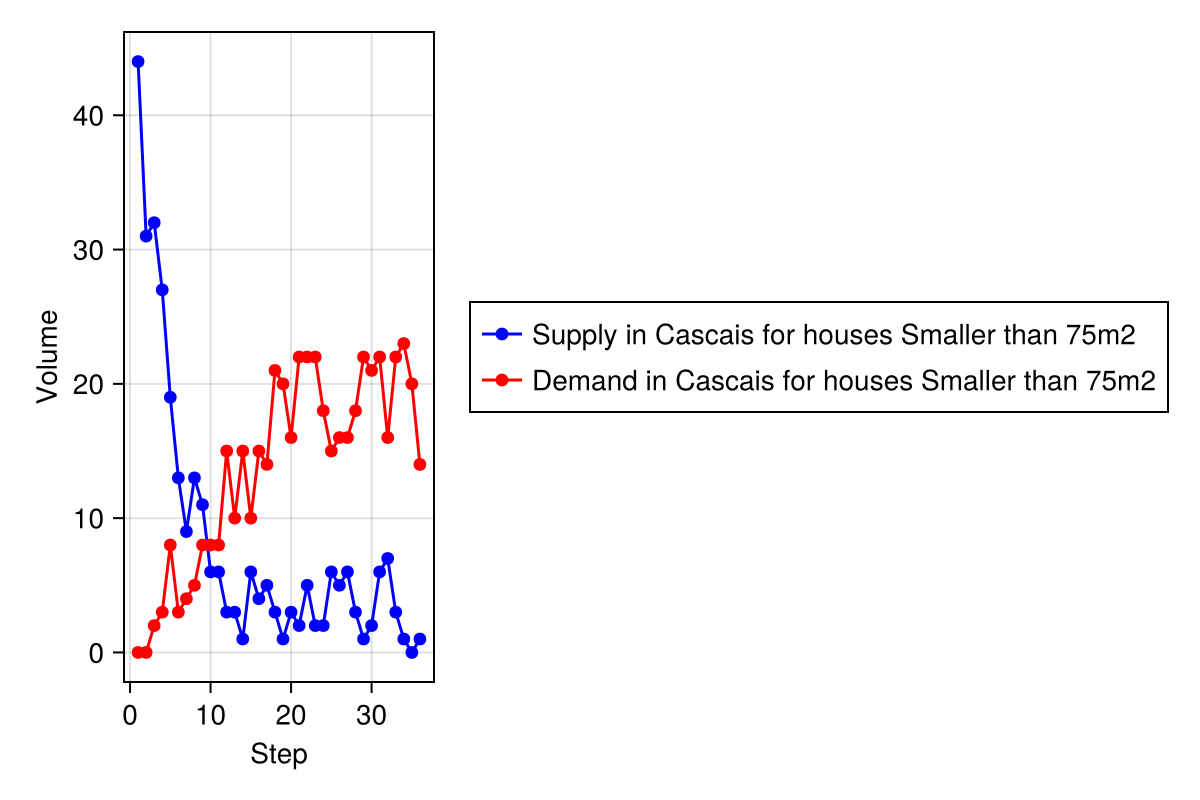 40
30
20
10
0
Volume
0 10 20 30
Step
Supply in Cascais for houses Smaller than 75m2
Demand in Cascais for houses Smaller than 75m2